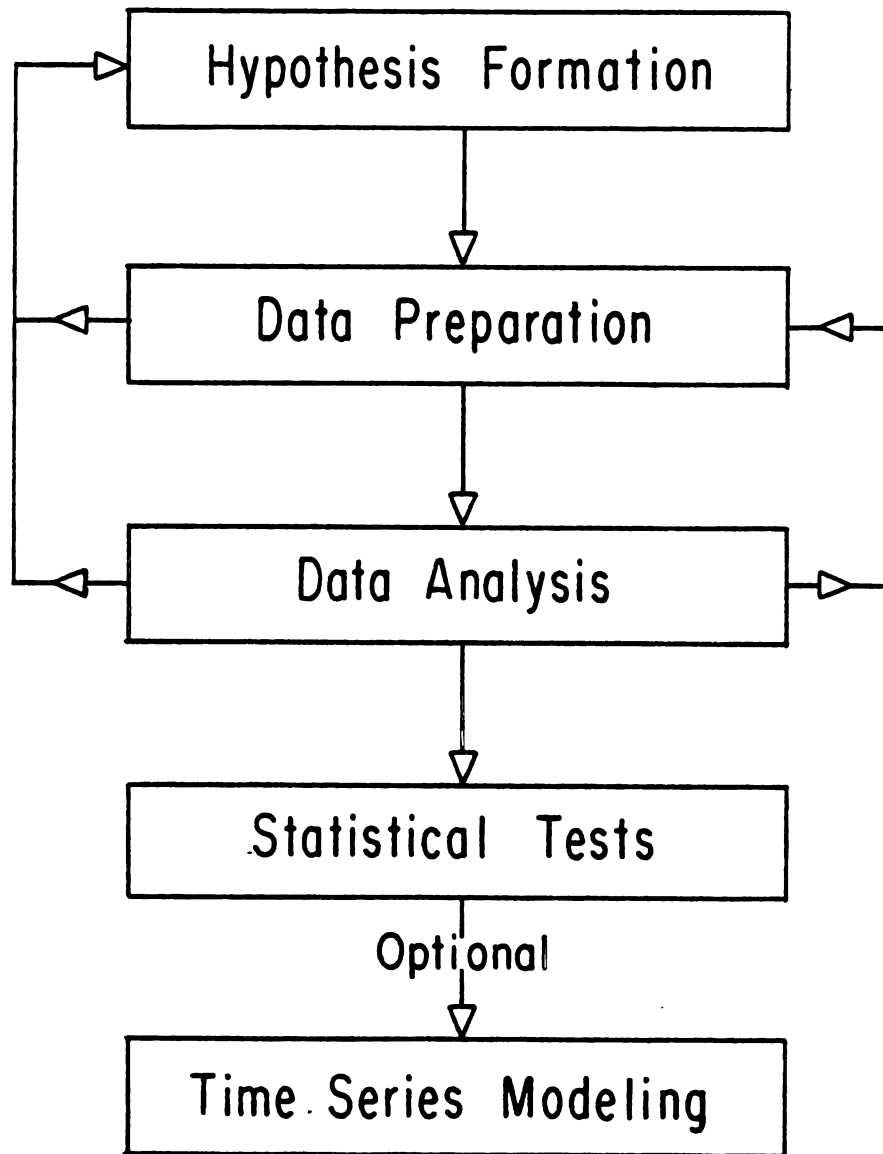 Hypothesis Formation
Data Preparation
Data Analysis
Statistical Tests
Optional
Time Series Modeling